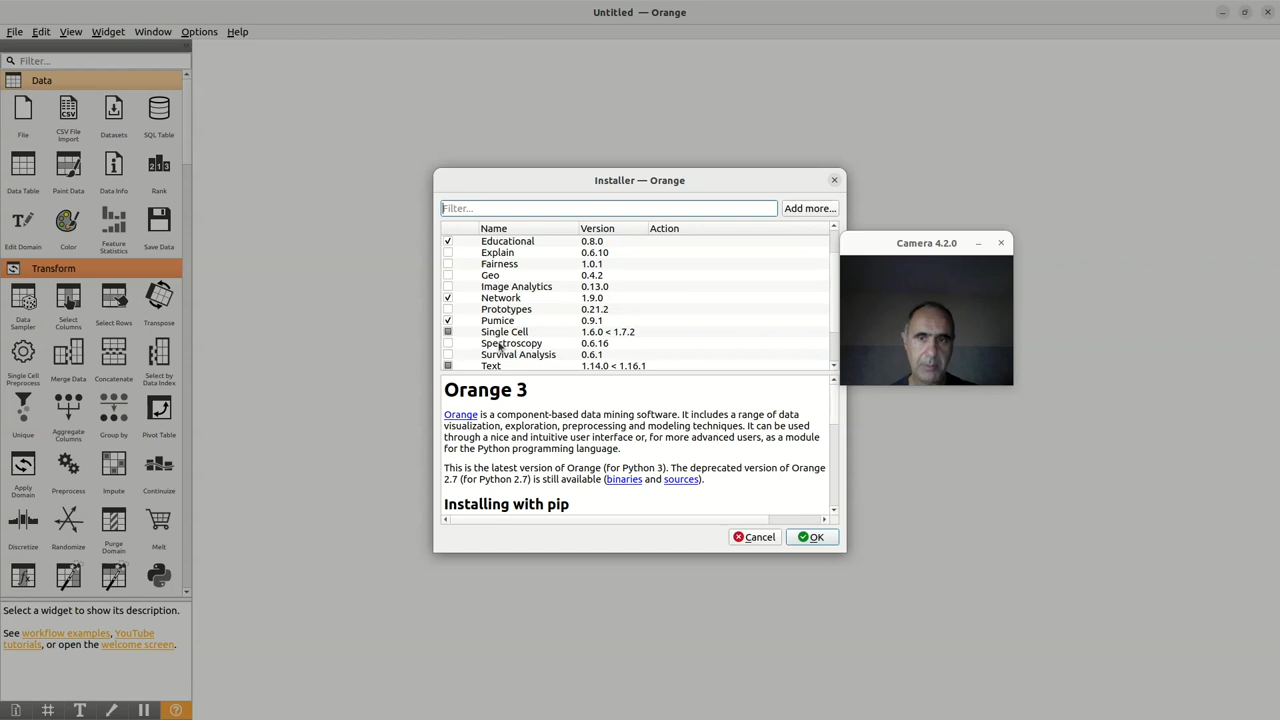 Untitled — Orange
File Edit View Widget Window Options Help
Filter...
Data
File CSV File Import Datasets SQL Table
Data Table Paint Data Data Info Rank
Edit Domain Color Feature Statistics Save Data
Transform
Data Sampler Select Columns Select Rows Transpose
Single Cell Preprocess Merge Data Concatenate Select by Data Index
Unique Aggregate Columns Group by Pivot Table
Apply Domain Preprocess Impute Continuize
Discretize Randomize Purge Domain Melt
Select a widget to show its description.
See workflow examples, YouTube
tutorials, or open the welcome screen.
Installer — Orange
Filter... Add more...
Name Version Action
Educational 0.8.0
Explain 0.6.10
Fairness 1.0.1
Geo 0.4.2
Image Analytics 0.13.0
Network 1.9.0
Prototypes 0.21.2
Pumice 0.9.1
Single Cell 1.6.0 < 1.7.2
Spectroscopy 0.6.16
Survival Analysis 0.6.1
Text 1.14.0 < 1.16.1
Orange 3
Orange is a component-based data mining software. It includes a range of data
visualization, exploration, preprocessing and modeling techniques. It can be used
through a nice and intuitive user interface or, for more advanced users, as a module
for the Python programming language.
This is the latest version of Orange (for Python 3). The deprecated version of Orange
2.7 (for Python 2.7) is still available (binaries and sources).
Installing with pip
Cancel OK
Camera 4.2.0